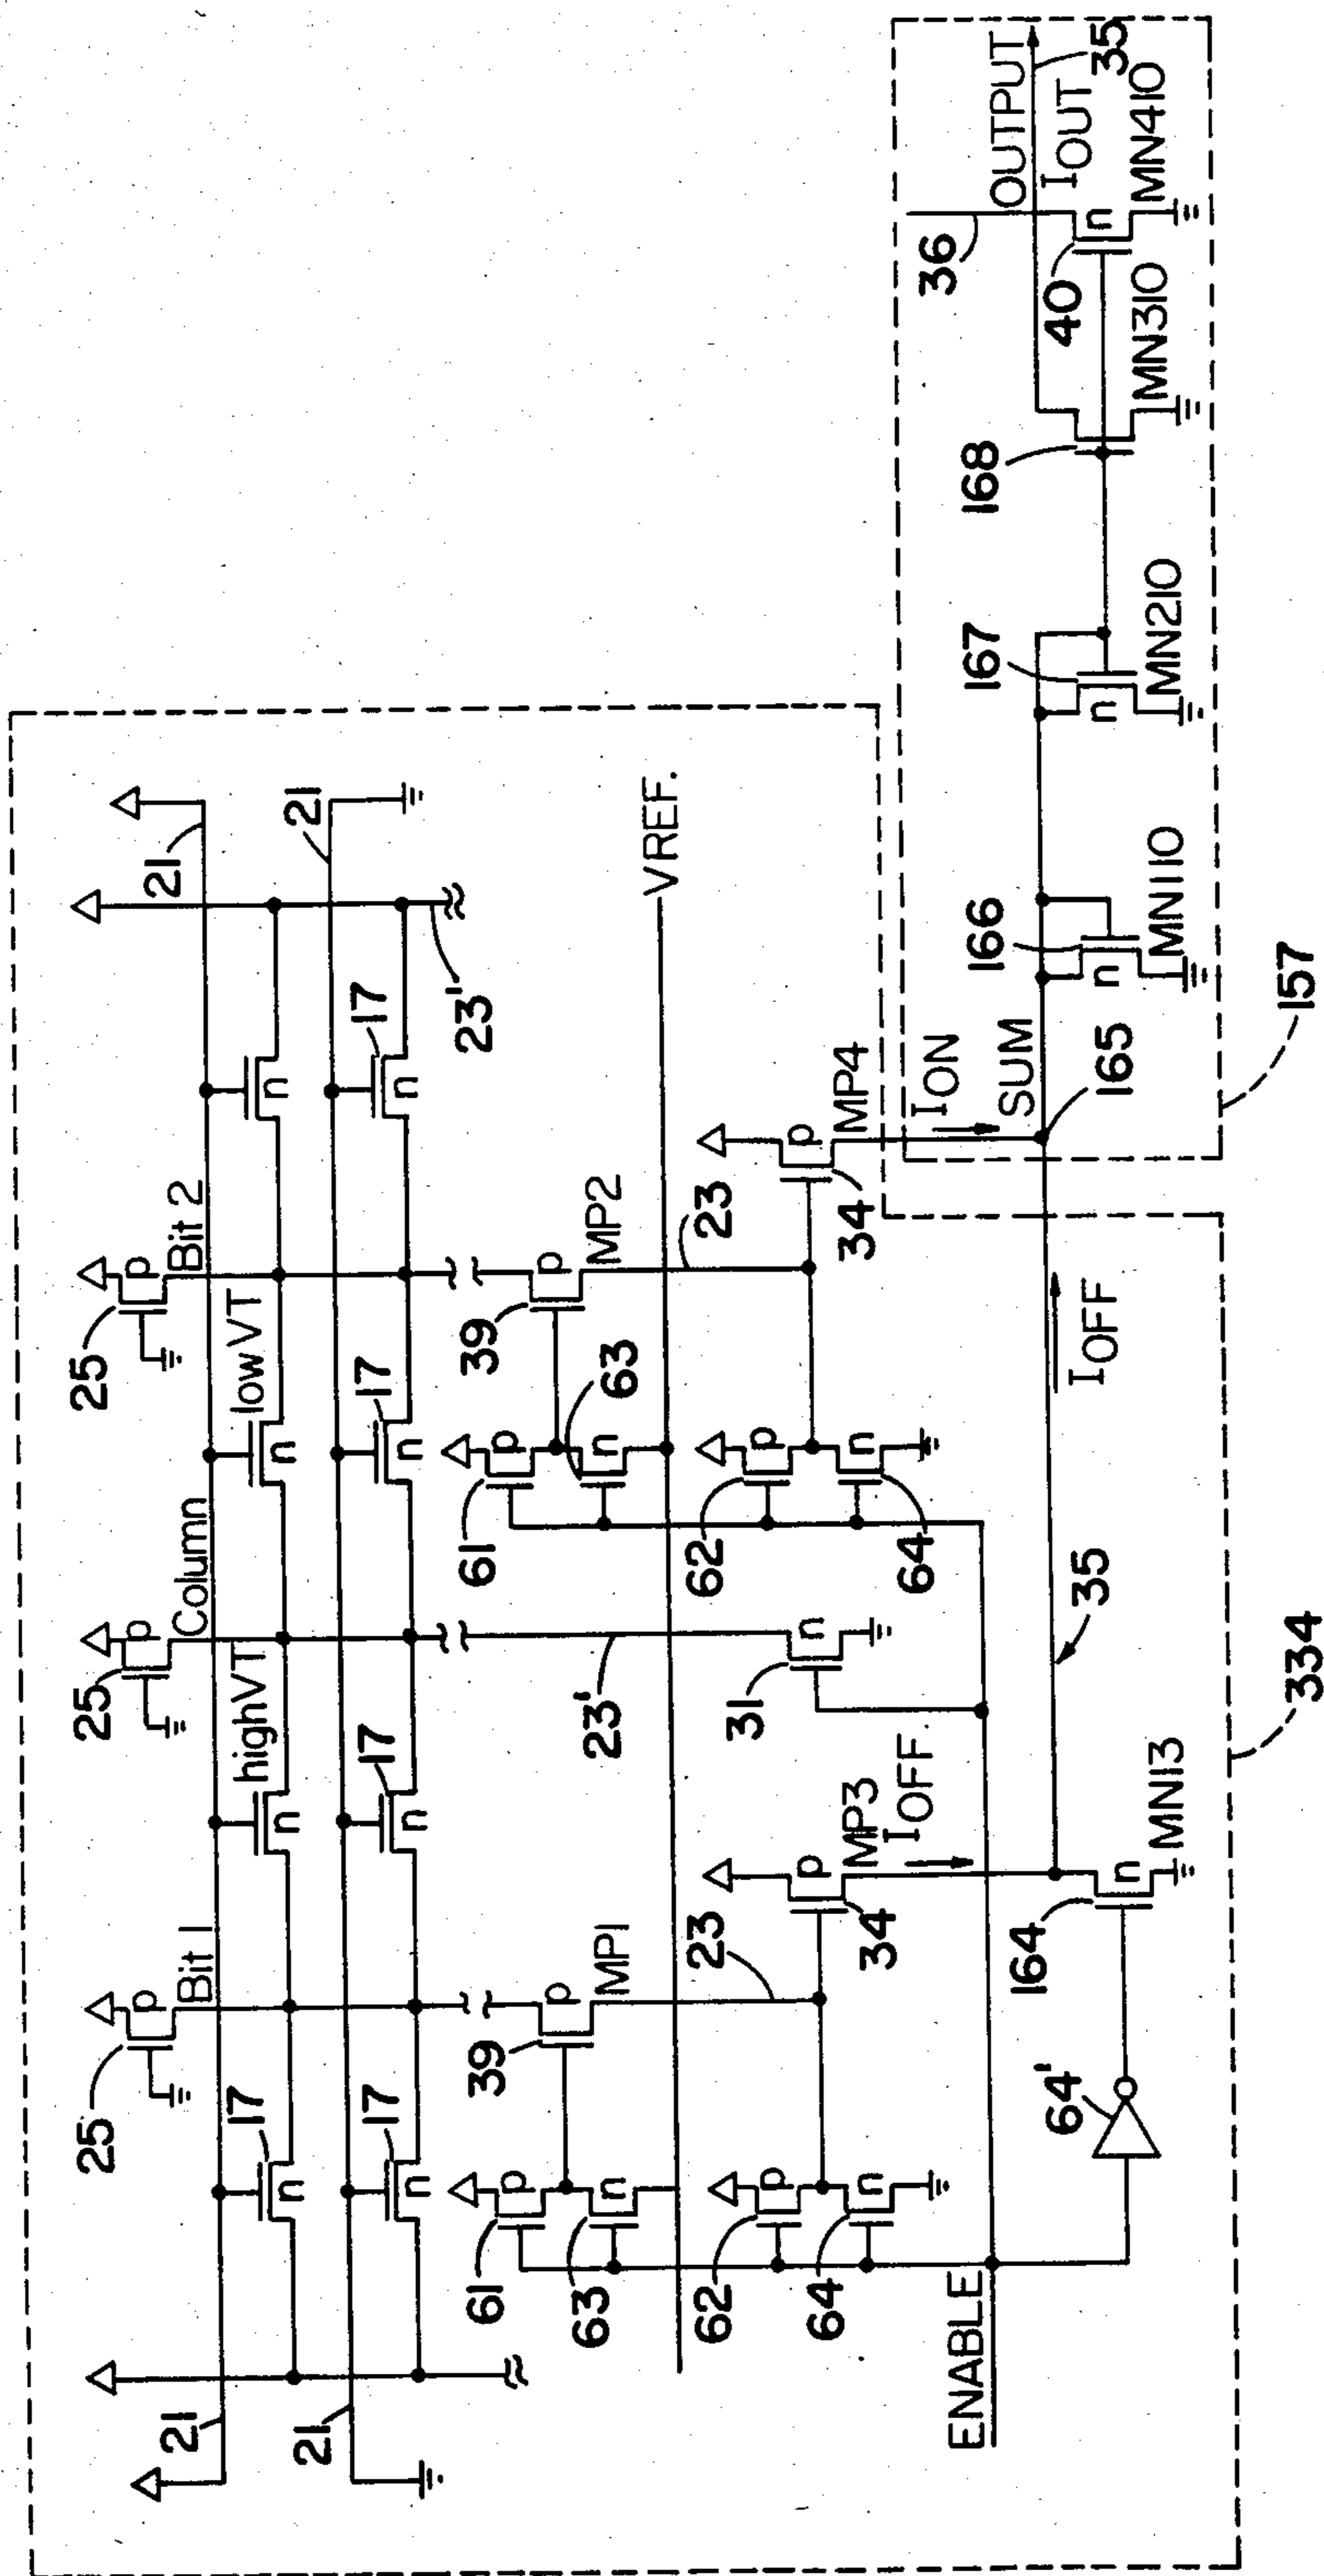 21
21
25
Bit 1
25
Column
25
Bit 2
21
21
17
17
highVT
17
lowVT
17
17
23'
61
63
39
MP1
23'
61
39
63
MP2
VREF.
62
64
23
34
MP3
IOFF
31
62
64
23
34
MP4
ENABLE
64'
164
MN13
35
IOFF
334
ION
SUM
165
166
n
MN110
167
n
MN210
168
MN310
36
40
n
MN410
OUTPUT
IOUT
35
157
p
p
p
n
n
n
n
n
n
n
n
p
n
p
p
n
p
p
n
p
n
p
n
p
n